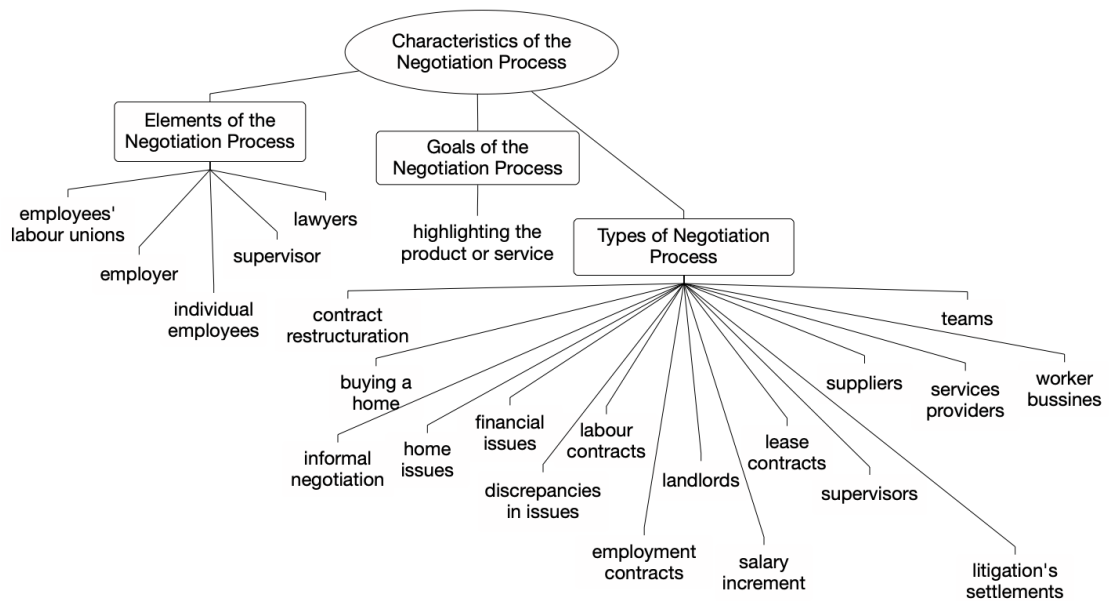 Characteristics of the
Negotiation Process
Elements of the
Negotiation Process
Goals of the
Negotiation Process
employees'
labour unions
employer
individual
employees
supervisor
lawyers
highlighting the
product or service
Types of Negotiation
Process
contract
restructuration
buying a
home
informal
negotiation
home
issues
financial
issues
discrepancies
in issues
labour
contracts
employment
contracts
landlords
salary
increment
lease
contracts
supervisors
suppliers
litigation's
settlements
services
providers
teams
worker
bussines